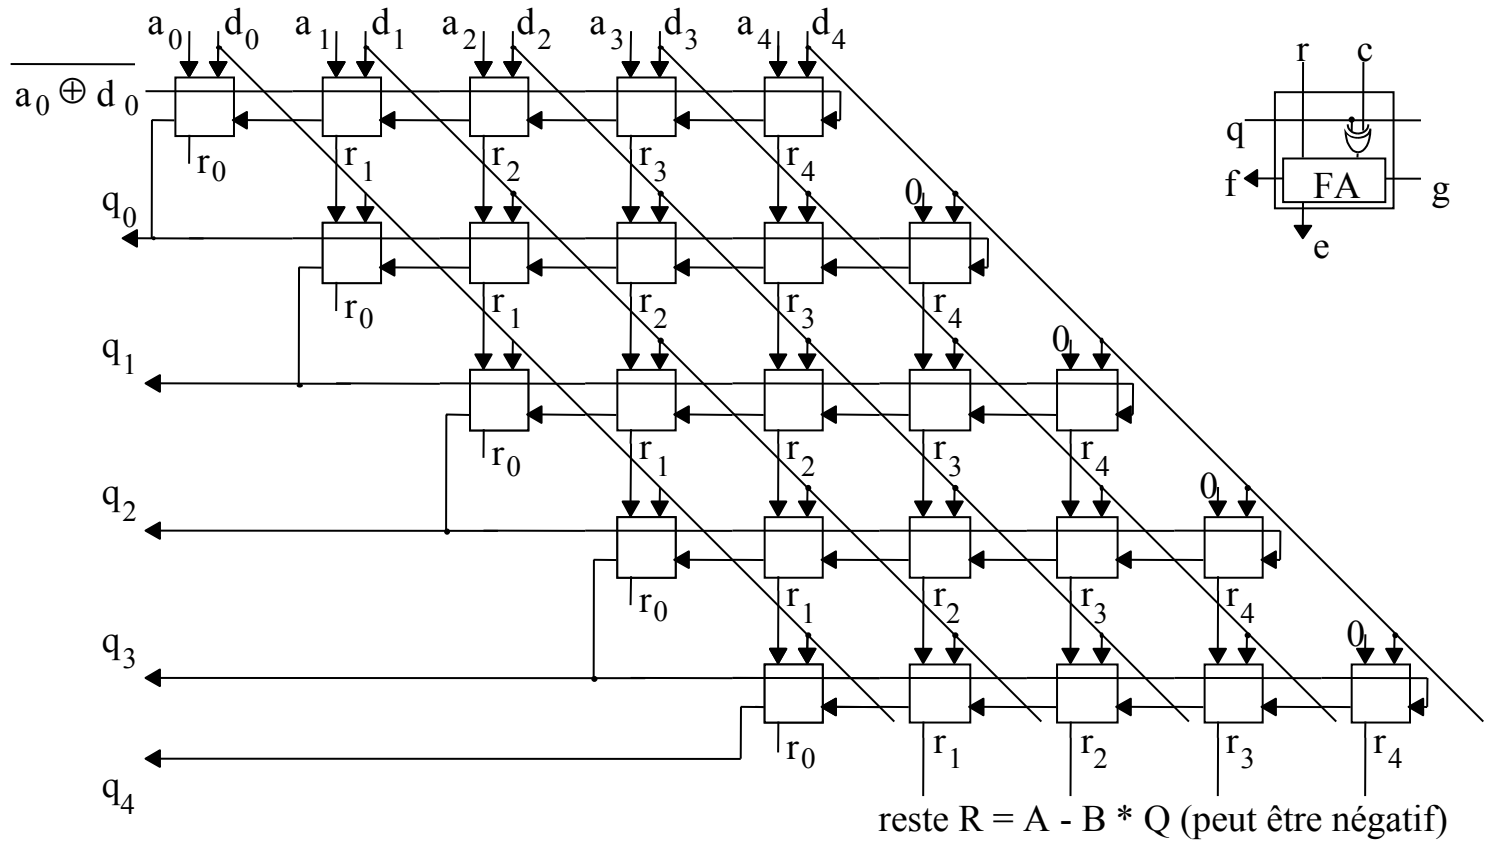 a0 d0 a1 d1 a2 d2 a3 d3 a4 d4
r c
a0 ⊕ d0
q
r0 r1 r2 r3 r4
f FA g
q0
0
e
r0 r1 r2 r3 r4
0
q1
r0 r1 r2 r3 r4
0
q2
r0 r1 r2 r3 r4
0
q3
r0 r1 r2 r3 r4
q4
reste R = A - B * Q (peut être négatif)